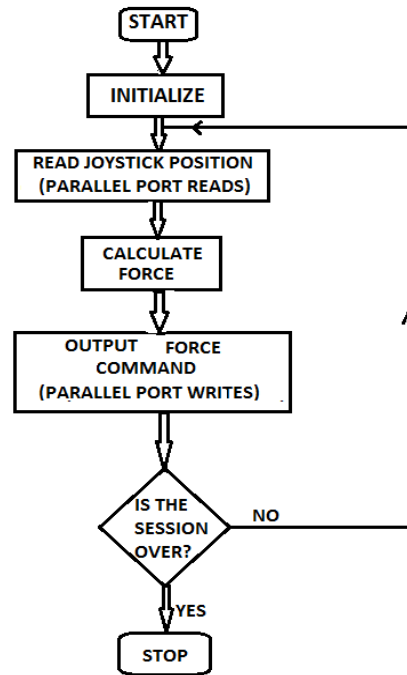 START
INITIALIZE
READ JOYSTICK POSITION
(PARALLEL PORT READS)
CALCULATE
FORCE
OUTPUT FORCE
COMMAND
(PARALLEL PORT WRITES)
IS THE
SESSION
OVER?
NO
YES
STOP